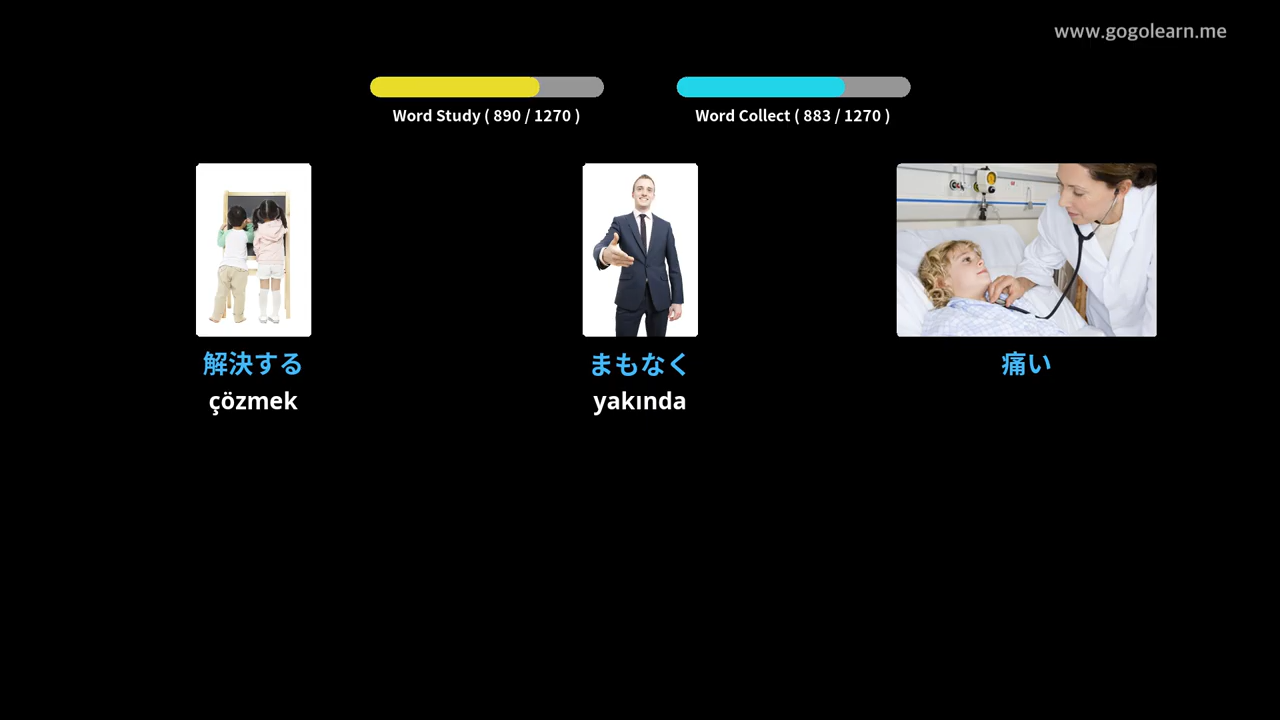 www.gogolearn.me
Word Study ( 890 / 1270 )
Word Collect ( 883 / 1270 )
解決する
çözmek
まもなく
yakında
痛い